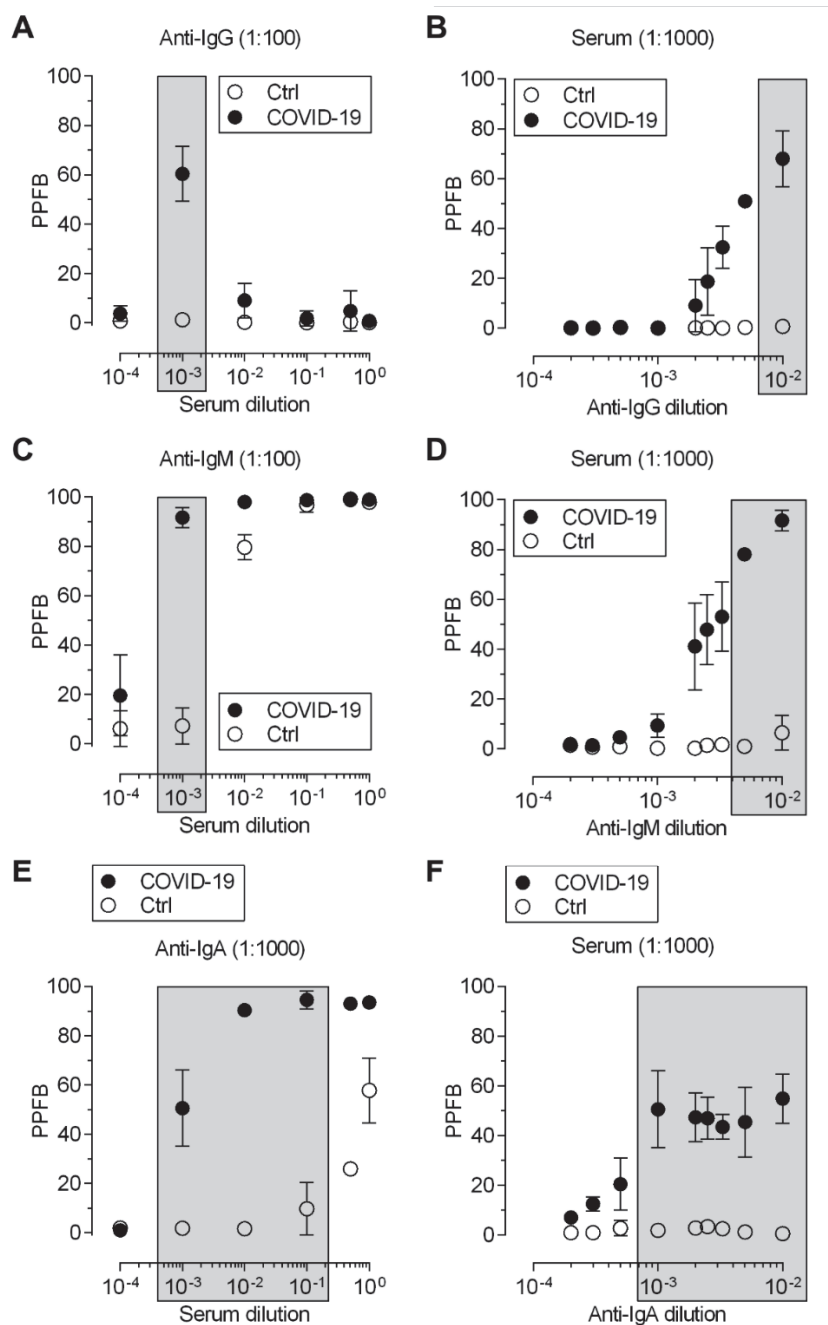 A
Anti-IgG (1:100)
Ctrl
COVID-19
100
80
60
40
20
0
PPFB
10-4
10-3
10-2
10-1
100
Serum dilution
B
Serum (1:1000)
Ctrl
COVID-19
100
80
60
40
20
0
PPFB
10-4
10-3
10-2
Anti-IgG dilution
C
Anti-IgM (1:100)
100
80
60
40
20
0
PPFB
COVID-19
Ctrl
10-4
10-3
10-2
10-1
100
Serum dilution
D
Serum (1:1000)
COVID-19
Ctrl
100
80
60
40
20
0
PPFB
10-4
10-3
10-2
Anti-IgM dilution
E
COVID-19
Ctrl
Anti-IgA (1:1000)
100
80
60
40
20
0
PPFB
10-4
10-3
10-2
10-1
100
Serum dilution
F
COVID-19
Ctrl
Serum (1:1000)
100
80
60
40
20
0
PPFB
10-4
10-3
10-2
Anti-IgA dilution